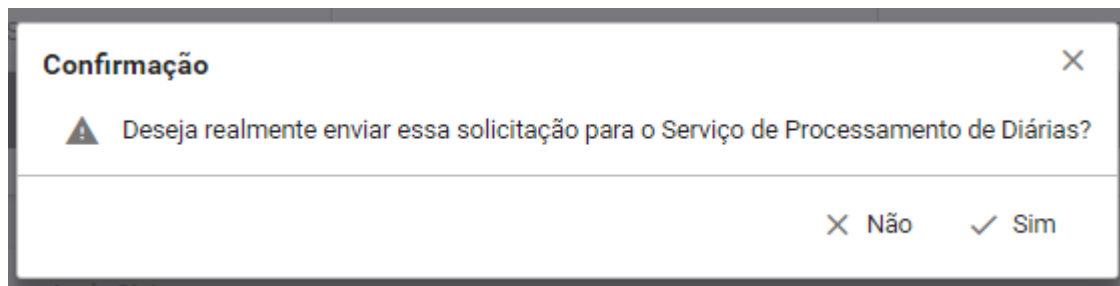 Confirmação
Deseja realmente enviar essa solicitação para o Serviço de Processamento de Diárias?
Não Sim